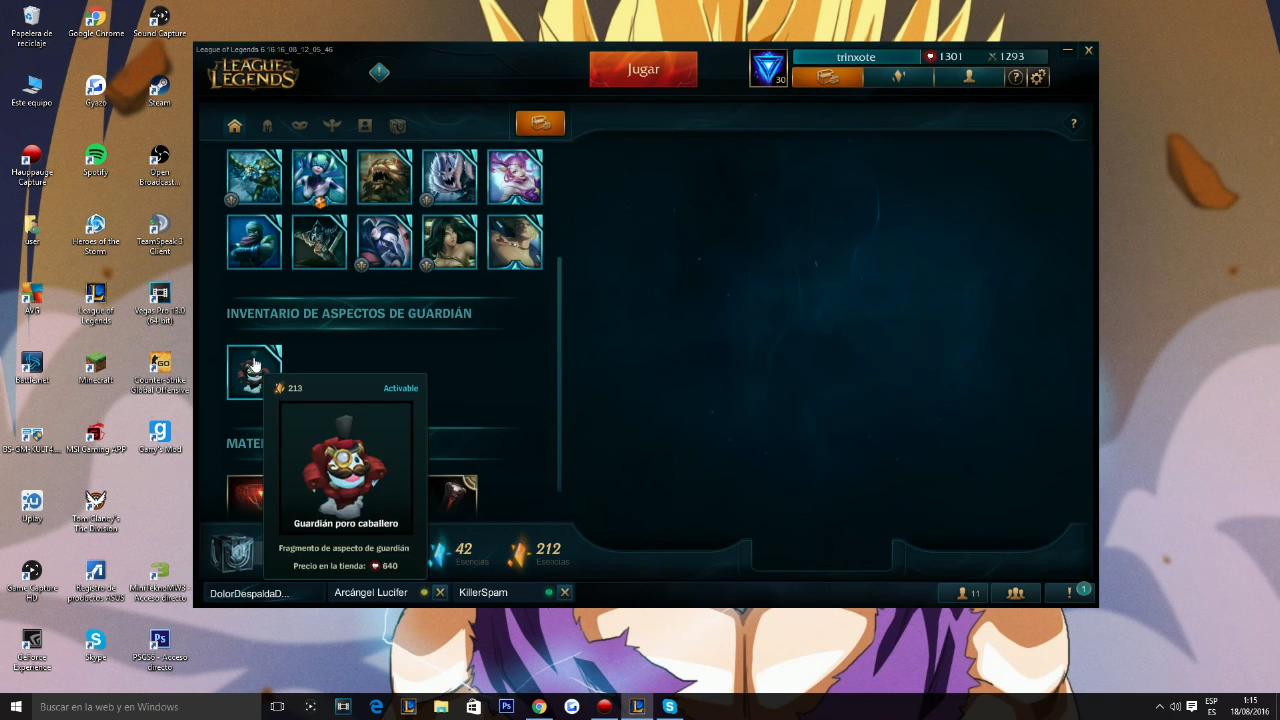 Papelera de
reciclaje
Google Chrome
Sound Capture
Este equipo
Gyazo
Steam
Hauppauge
Capture
Spotify
Open
Broadcast...
user
Heroes of the
Storm
TeamSpeak 3
Client
AVG
League of
Legends
Vegas Pro 13.0
(64-bit)
Battle.net
Minecraft
Counter-Strike
Global Offensive
MSI Gaming APP
Garry's Mod
Uplay
Tom Clancy's
The Division
Game Capture
HD
Registro de
productos ASUS
Acceso directo
GeForce
Experience
Skype
PSCS6 - Acceso
directo
League of Legends 6.16.16_08_12_05_46
LEAGUE OF
LEGENDS
Jugar
30
trinxote
1301
1293
?
?
INVENTARIO DE ASPECTOS DE GUARDIÁN
213
Activable
MATE
Guardián poro caballero
Fragmento de aspecto de guardián
Precio en la tienda: 640
42
Esencias
212
Esencias
DolorDespaldaD...
Arcángel Lucifer
KillerSpam
11
1
Buscar en la web y en Windows
ESP
ES
1:15
18/08/2016